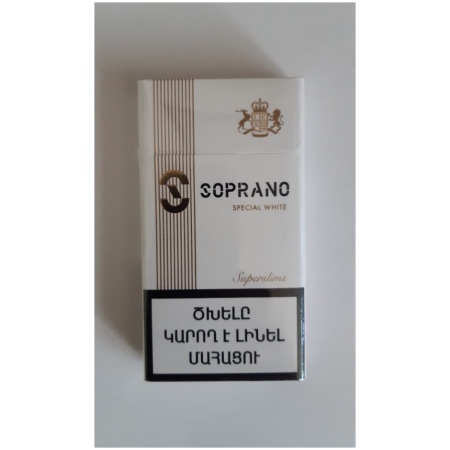 SOPRANO
SPECIAL WHITE
Superslims
ԾԽԵԼԸ
ԿԱՐՈՂ Է ԼԻՆԵԼ
ՄԱՀԱՑՈՒ